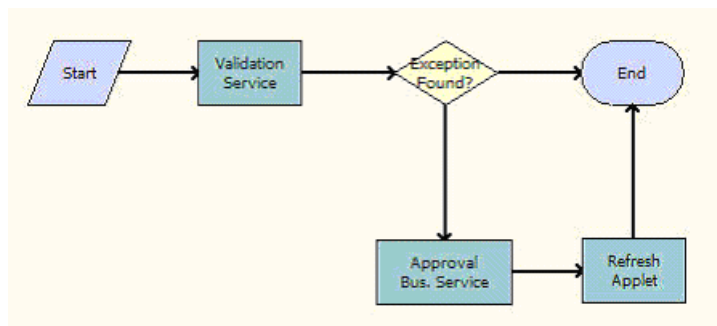 Start
Validation
Service
Exception
Found?
End
Approval
Bus. Service
Refresh
Applet